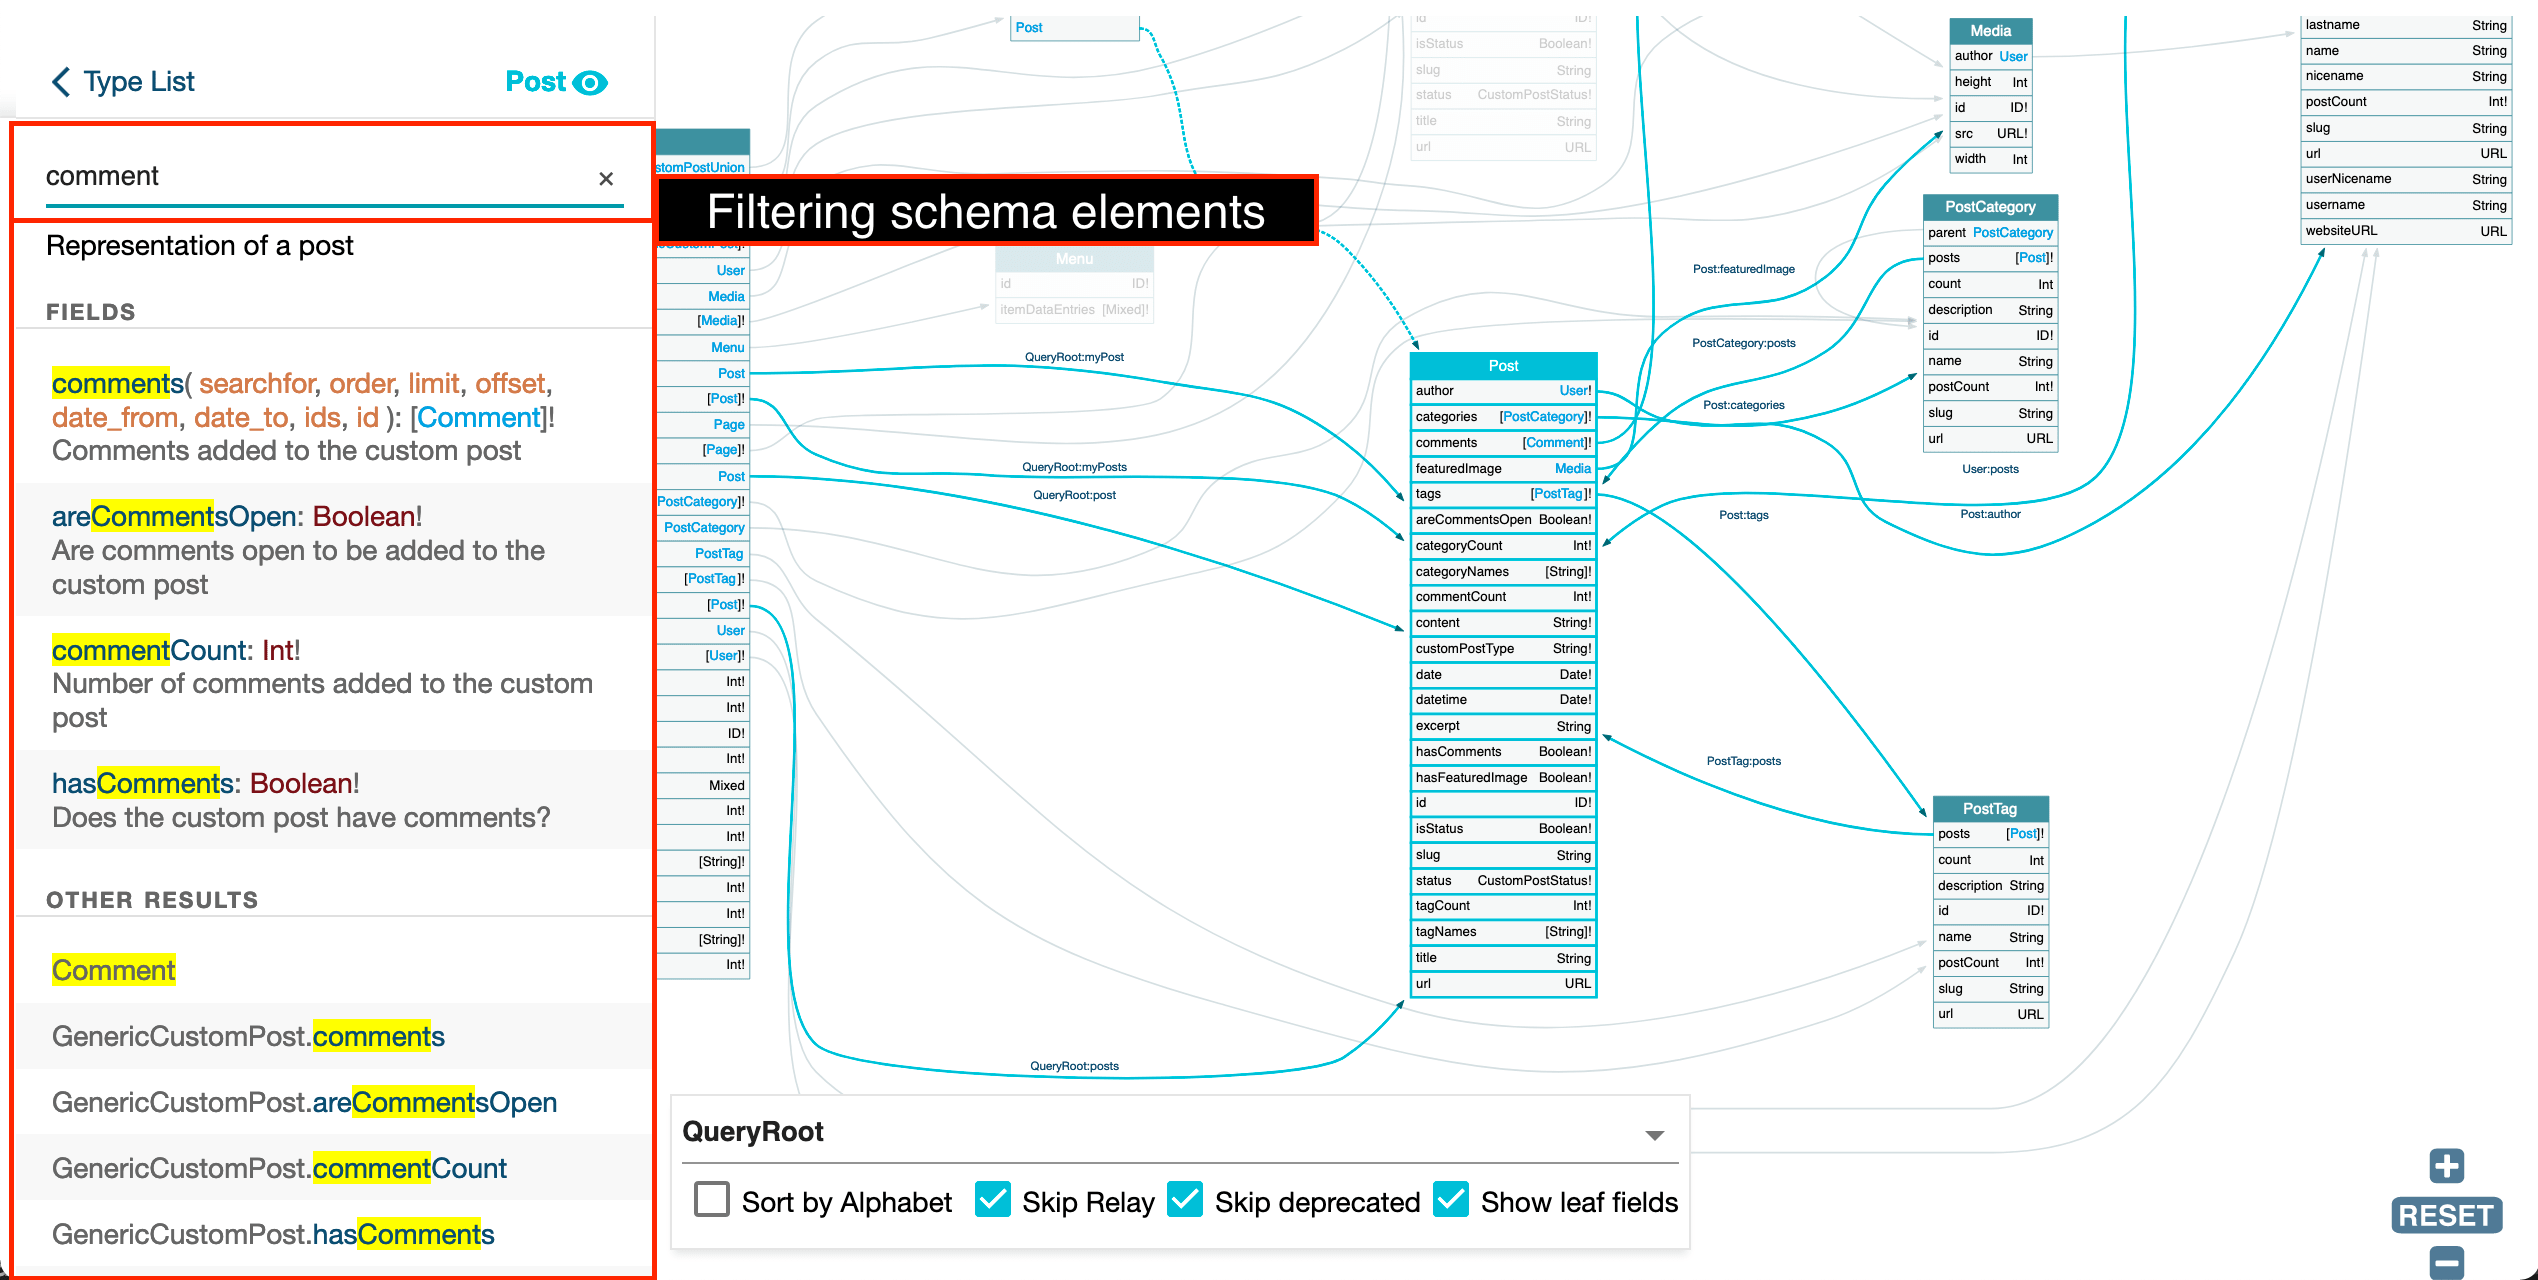 Type List
Post
comment
×
Representation of a post
FIELDS
comments( searchfor, order, limit, offset,
date_from, date_to, ids, id ): [Comment]!
Comments added to the custom post
areCommentsOpen: Boolean!
Are comments open to be added to the
custom post
commentCount: Int!
Number of comments added to the custom
post
hasComments: Boolean!
Does the custom post have comments?
OTHER RESULTS
Comment
GenericCustomPost.comments
GenericCustomPost.areCommentsOpen
GenericCustomPost.commentCount
GenericCustomPost.hasComments
Filtering schema elements
stomPostUnion
User
Media
[Media]!
Menu
Post
[Post]!
Page
[Page]!
Post
PostCategory]!
PostCategory
PostTag
[PostTag]!
[Post]!
User
[User]!
Int!
Int!
ID!
Int!
Mixed
Int!
Int!
[String]!
Int!
Int!
[String]!
Int!
Post
Menu
id ID!
itemDataEntries [Mixed]!
QueryRoot:myPost
QueryRoot:myPosts
QueryRoot:post
QueryRoot:posts
id ID!
isStatus Boolean!
slug String
status CustomPostStatus!
title String
url URL
Post
author User!
categories [PostCategory]!
comments [Comment]!
featuredImage Media
tags [PostTag]!
areCommentsOpen Boolean!
categoryCount Int!
categoryNames [String]!
commentCount Int!
content String!
customPostType String!
date Date!
datetime Date!
excerpt String
hasComments Boolean!
hasFeaturedImage Boolean!
id ID!
isStatus Boolean!
slug String
status CustomPostStatus!
tagCount Int!
tagNames [String]!
title String
url URL
Post:featuredImage
PostCategory:posts
Post:categories
User:posts
Post:tags
Post:author
PostTag:posts
Media
author User
height Int
id ID!
src URL!
width Int
PostCategory
parent PostCategory
posts [Post]!
count Int
description String
id ID!
name String
postCount Int!
slug String
url URL
PostTag
posts [Post]!
count Int
description String
id ID!
name String
postCount Int!
slug String
url URL
lastname String
name String
nicename String
postCount Int!
slug String
url URL
userNicename String
username String
websiteURL URL
QueryRoot
Sort by Alphabet
Skip Relay
Skip deprecated
Show leaf fields
RESET